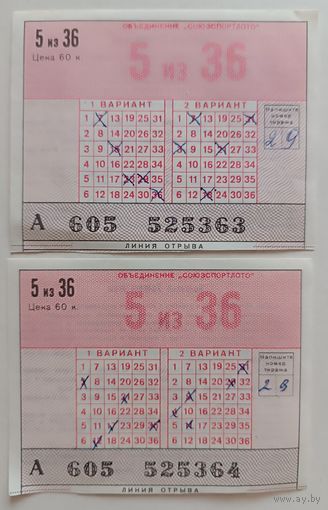 ОБЪЕДИНЕНИЕ „СОЮЗСПОРТЛОТО"
5 из 36
Цена 60 к.
5 из 36
1 ВАРИАНТ 2 ВАРИАНТ
Напишите номер тиража
29
1 7 13 19 25 31 1 7 13 19 25 31
2 8 14 20 26 32 2 8 14 20 26 32
3 9 15 21 27 33 3 9 15 21 27 33
4 10 16 22 28 34 4 10 16 22 28 34
5 11 17 23 29 35 5 11 17 23 29 35
6 12 18 24 30 36 6 12 18 24 30 36
А 605 525363
ЛИНИЯ ОТРЫВА
ОБЪЕДИНЕНИЕ „СОЮЗСПОРТЛОТО"
5 из 36
Цена 60 к.
5 из 36
1 ВАРИАНТ 2 ВАРИАНТ
Напишите номер тиража
29
1 7 13 19 25 31 1 7 13 19 25 31
2 8 14 20 26 32 2 8 14 20 26 32
3 9 15 21 27 33 3 9 15 21 27 33
4 10 16 22 28 34 4 10 16 22 28 34
5 11 17 23 29 35 5 11 17 23 29 35
6 12 18 24 30 36 6 12 18 24 30 36
А 605 525364
ЛИНИЯ ОТРЫВА
ay.by